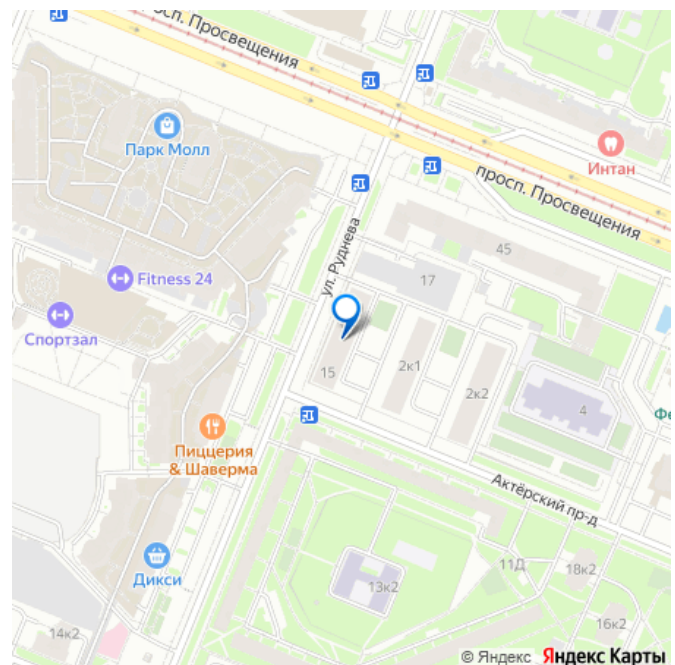 просп. Просвещения
Парк Молл
Интан
просп. Просвещения
ул. Руднева
45
17
Fitness 24
Спортзал
15
2к1
2к2
4
Пиццерия
& Шаверма
Актёрский пр-д
Дикси
11Д
18к2
13к2
16к2
14к2
© Яндекс Яндекс Карты